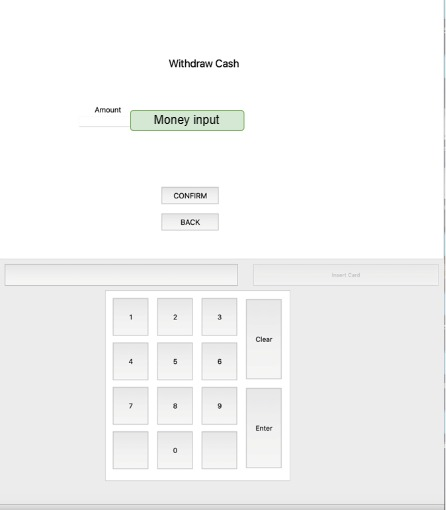 Withdraw Cash
Amount
Money input
CONFIRM
BACK
Insert Card
1 2 3
Clear
4 5 6
7 8 9
Enter
0